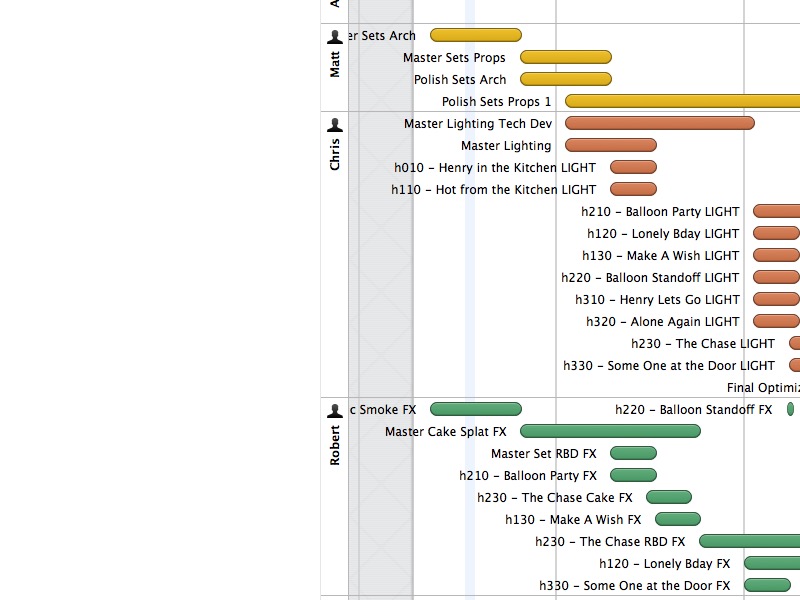 A
Matt
er Sets Arch
Master Sets Props
Polish Sets Arch
Polish Sets Props 1
Chris
Master Lighting Tech Dev
Master Lighting
h010 – Henry in the Kitchen LIGHT
h110 – Hot from the Kitchen LIGHT
h210 – Balloon Party LIGHT
h120 – Lonely Bday LIGHT
h130 – Make A Wish LIGHT
h220 – Balloon Standoff LIGHT
h310 – Henry Lets Go LIGHT
h320 – Alone Again LIGHT
h230 – The Chase LIGHT
h330 – Some One at the Door LIGHT
Final Optimiz
Robert
c Smoke FX h220 – Balloon Standoff FX
Master Cake Splat FX
Master Set RBD FX
h210 – Balloon Party FX
h230 – The Chase Cake FX
h130 – Make A Wish FX
h230 – The Chase RBD FX
h120 – Lonely Bday FX
h330 – Some One at the Door FX